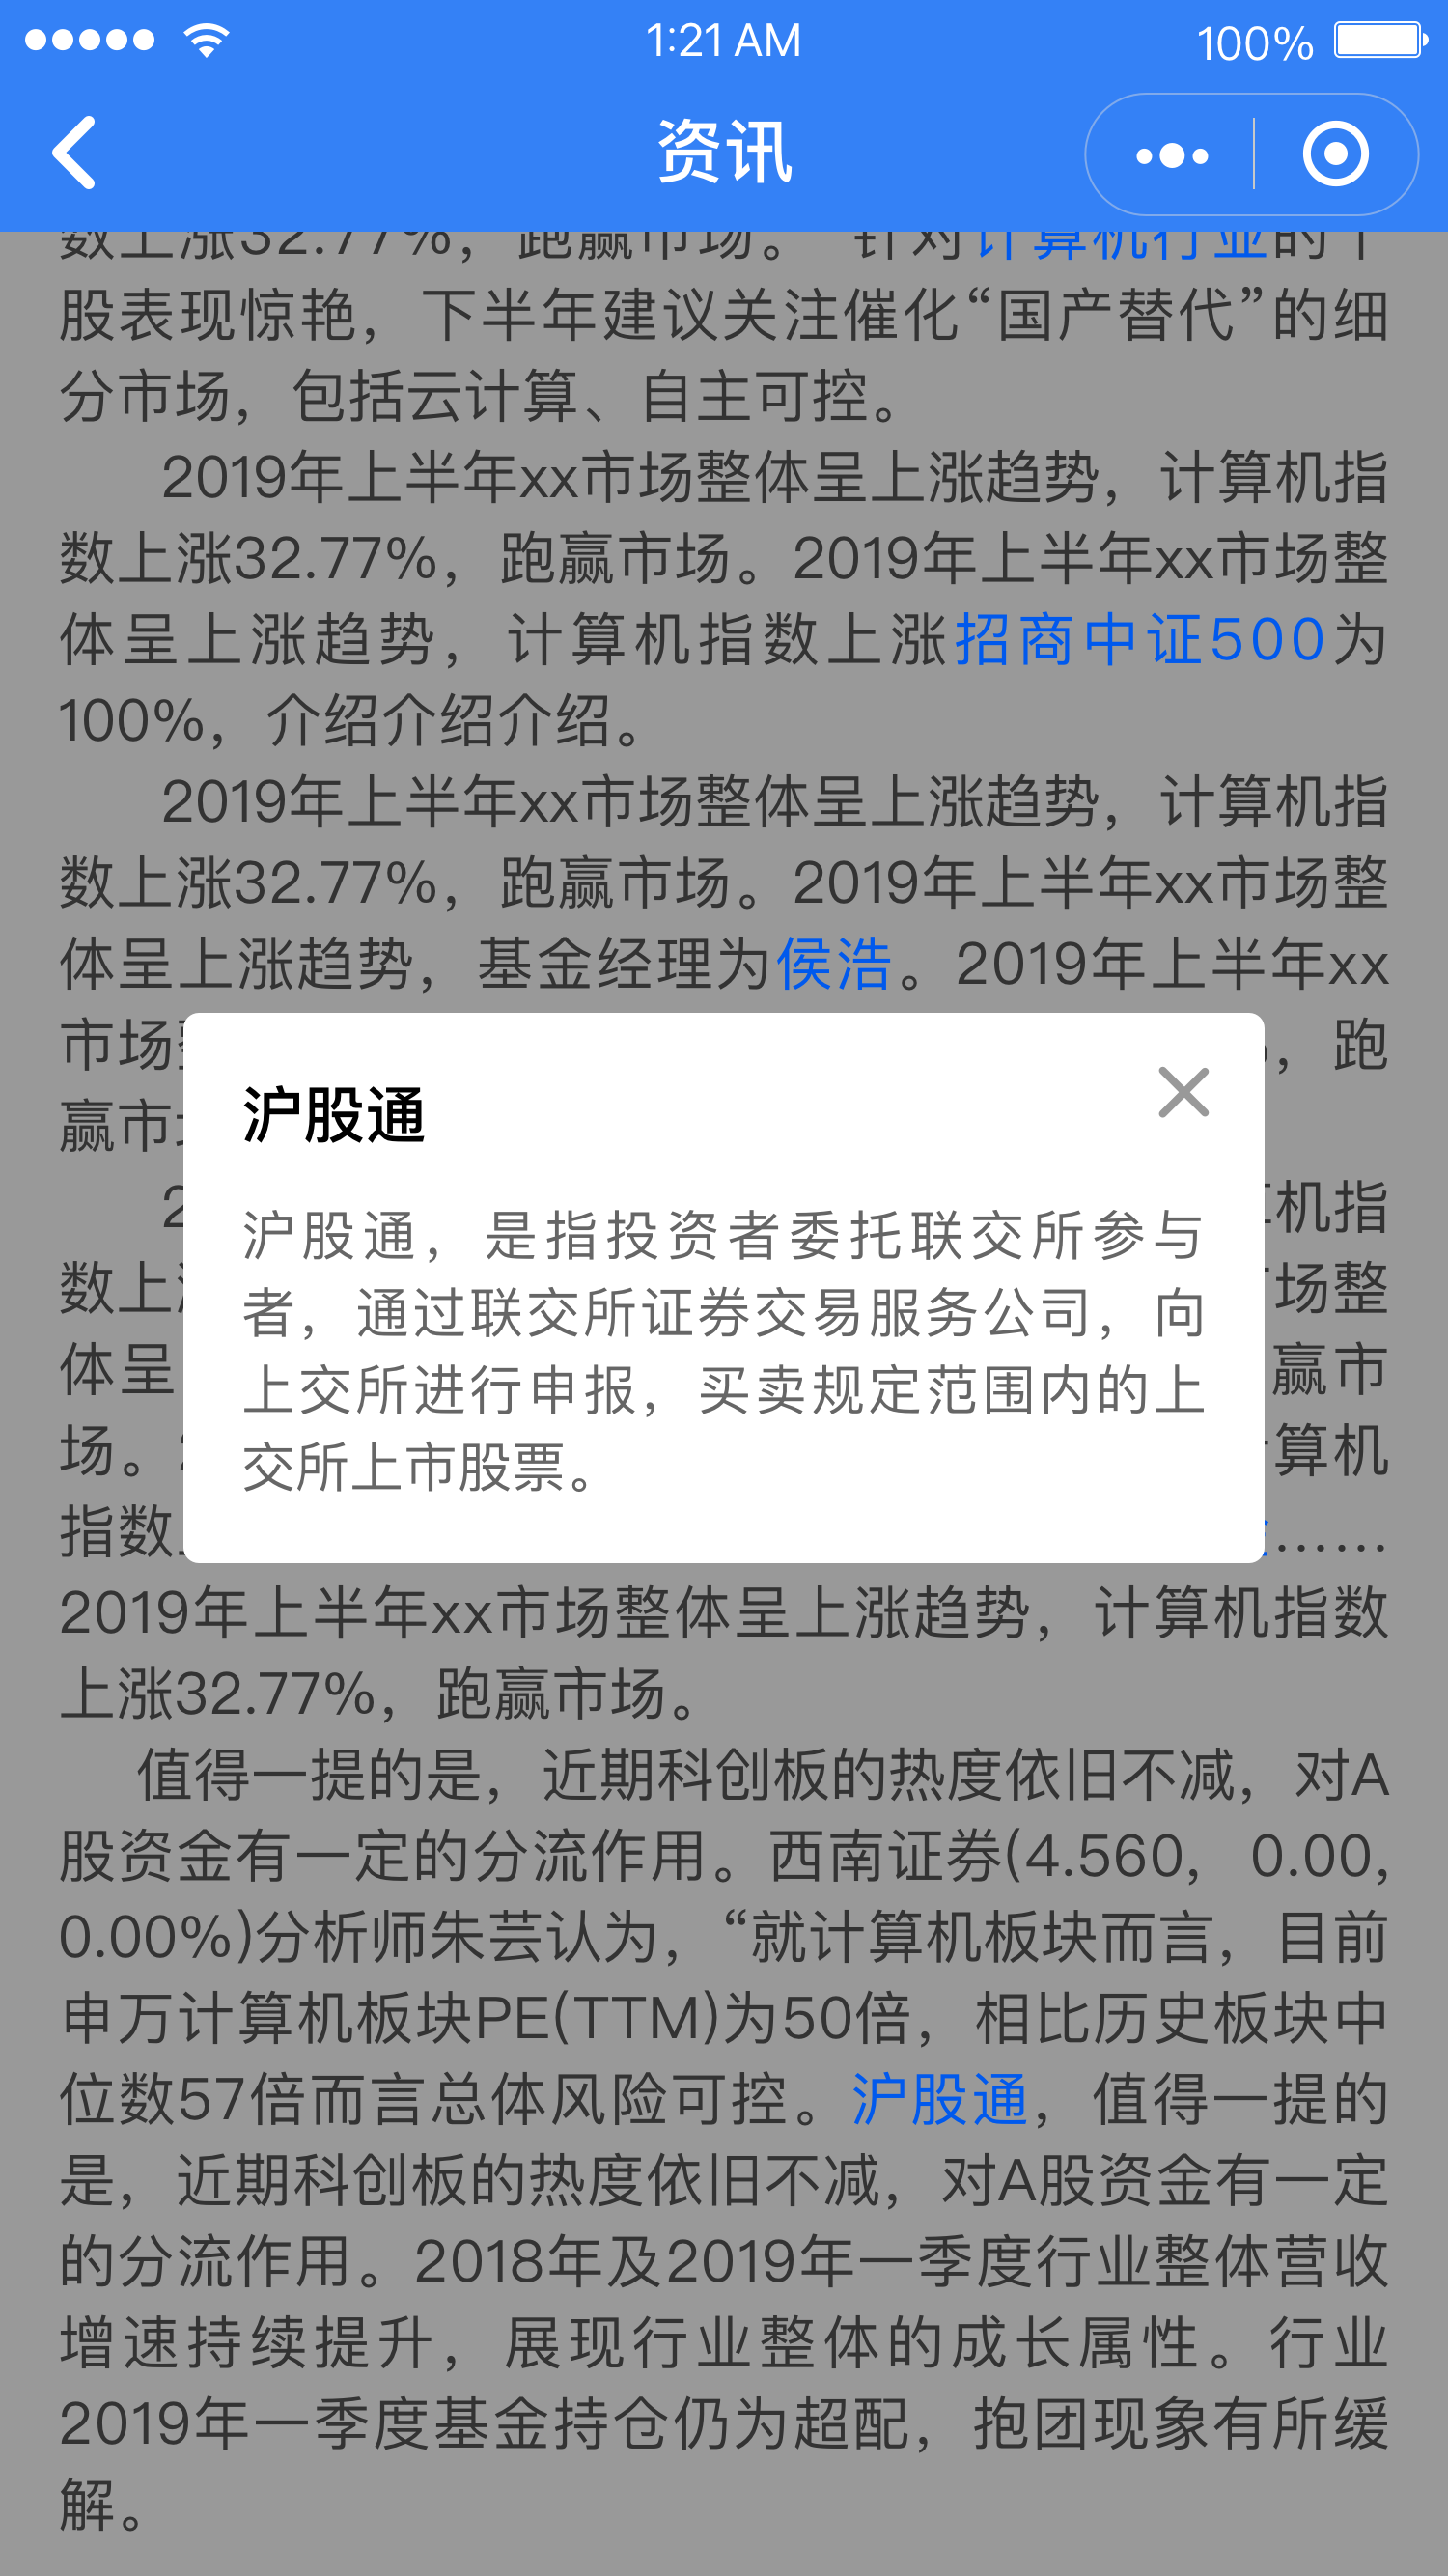 1:21 AM
100%
资讯
数上涨32.77%，跑赢市场。 针对计算机行业的个
股表现惊艳，下半年建议关注催化“国产替代”的细
分市场，包括云计算、自主可控。
2019年上半年xx市场整体呈上涨趋势，计算机指
数上涨32.77%，跑赢市场。2019年上半年xx市场整
体呈上涨趋势，计算机指数上涨招商中证500为
100%，介绍介绍介绍。
2019年上半年xx市场整体呈上涨趋势，计算机指
数上涨32.77%，跑赢市场。2019年上半年xx市场整
体呈上涨趋势，基金经理为侯浩。2019年上半年xx
市场 ，跑
赢市
沪股通
机指
数上 场整
沪股通，是指投资者委托联交所参与
者，通过联交所证券交易服务公司，向
体呈 赢市
上交所进行申报，买卖规定范围内的上
场。 算机
交所上市股票。
指数 ……
2019年上半年xx市场整体呈上涨趋势，计算机指数
上涨32.77%，跑赢市场。
值得一提的是，近期科创板的热度依旧不减，对A
股资金有一定的分流作用。西南证券(4.560， 0.00,
0.00%)分析师朱芸认为，“就计算机板块而言，目前
申万计算机板块PE(TTM)为50倍，相比历史板块中
位数57倍而言总体风险可控。沪股通，值得一提的
是，近期科创板的热度依旧不减，对A股资金有一定
的分流作用。2018年及2019年一季度行业整体营收
增速持续提升，展现行业整体的成长属性。行业
2019年一季度基金持仓仍为超配，抱团现象有所缓
解。